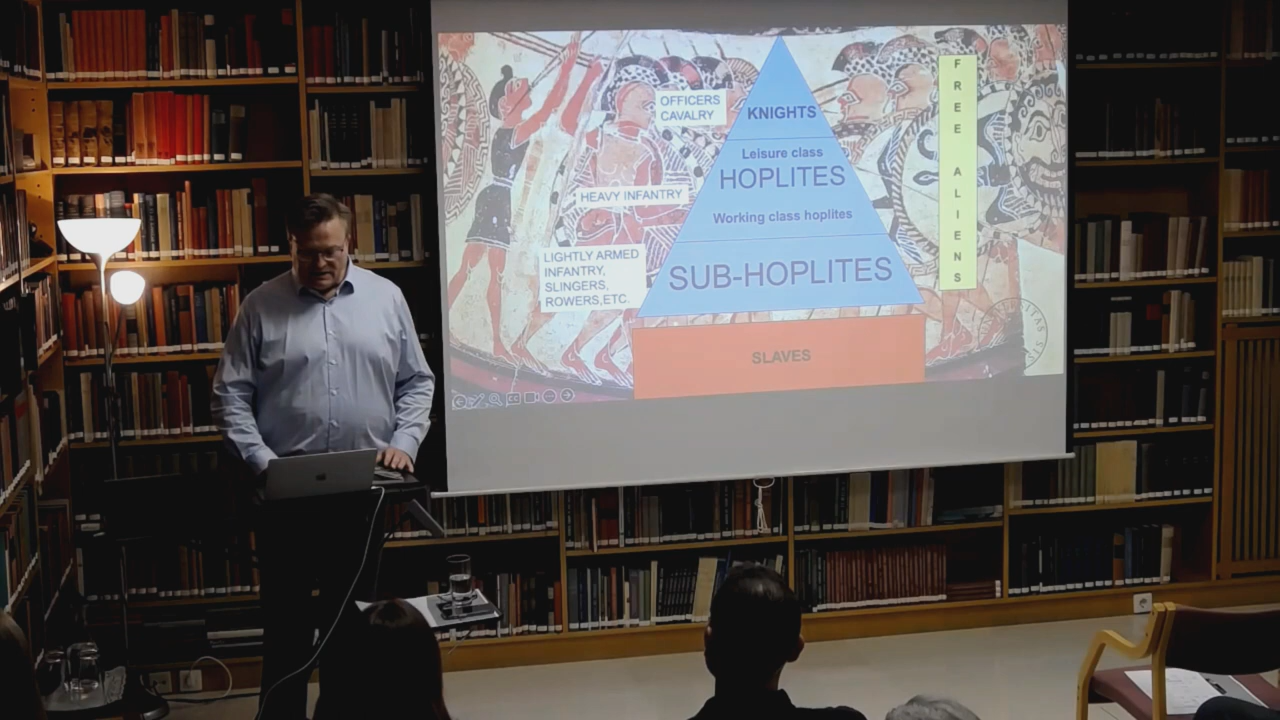 OFFICERS
CAVALRY
KNIGHTS
Leisure class
HOPLITES
HEAVY INFANTRY
Working class hoplites
LIGHTLY ARMED
INFANTRY,
SLINGERS,
ROWERS,ETC.
SUB-HOPLITES
SLAVES
FREE ALIENS